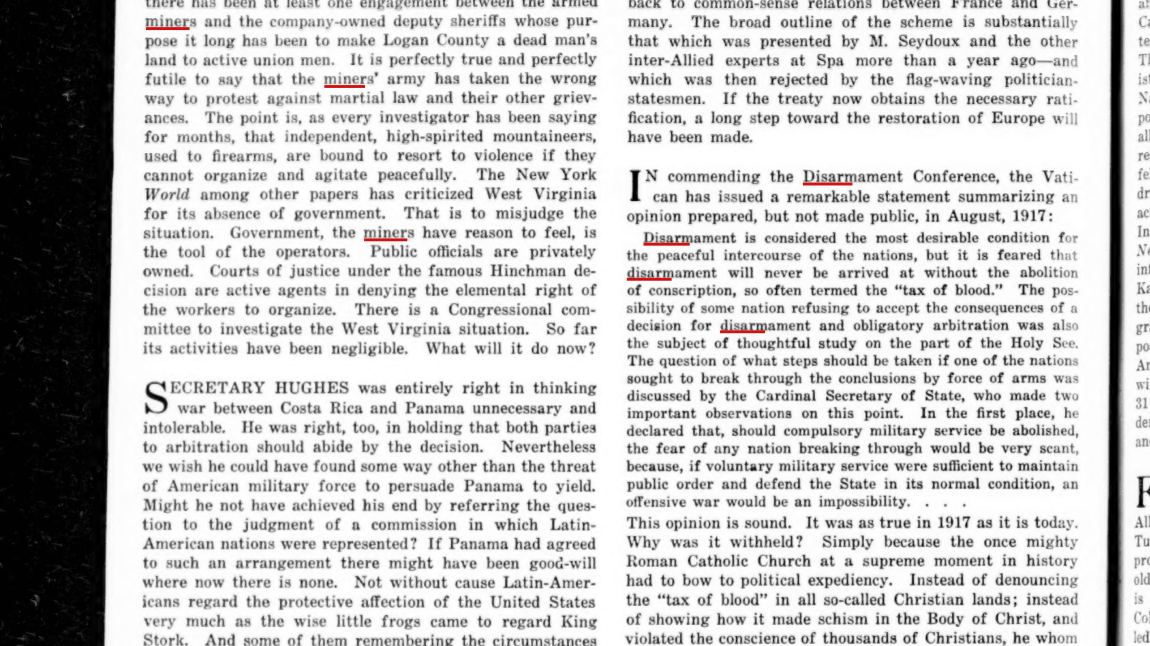 there has been at least one engagement between the armed
miners and the company-owned deputy sheriffs whose pur-
pose it long has been to make Logan County a dead man's
land to active union men. It is perfectly true and perfectly
futile to say that the miners' army has taken the wrong
way to protest against martial law and their other griev-
ances. The point is, as every investigator has been saying
for months, that independent, high-spirited mountaineers,
used to firearms, are bound to resort to violence if they
cannot organize and agitate peacefully. The New York
World among other papers has criticized West Virginia
for its absence of government. That is to misjudge the
situation. Government, the miners have reason to feel, is
the tool of the operators. Public officials are privately
owned. Courts of justice under the famous Hinchman de-
cision are active agents in denying the elemental right of
the workers to organize. There is a Congressional com-
mittee to investigate the West Virginia situation. So far
its activities have been negligible. What will it do now?
SECRETARY HUGHES was entirely right in thinking
war between Costa Rica and Panama unnecessary and
intolerable. He was right, too, in holding that both parties
to arbitration should abide by the decision. Nevertheless
we wish he could have found some way other than the threat
of American military force to persuade Panama to yield.
Might he not have achieved his end by referring the ques-
tion to the judgment of a commission in which Latin-
American nations were represented? If Panama had agreed
to such an arrangement there might have been good-will
where now there is none. Not without cause Latin-Amer-
icans regard the protective affection of the United States
very much as the wise little frogs came to regard King
Stork. And some of them remembering the circumstances
back to common-sense relations between France and Ger-
many. The broad outline of the scheme is substantially
that which was presented by M. Seydoux and the other
inter-Allied experts at Spa more than a year ago—and
which was then rejected by the flag-waving politician-
statesmen. If the treaty now obtains the necessary rati-
fication, a long step toward the restoration of Europe will
have been made.
IN commending the Disarmament Conference, the Vati-
can has issued a remarkable statement summarizing an
opinion prepared, but not made public, in August, 1917:
Disarmament is considered the most desirable condition for
the peaceful intercourse of the nations, but it is feared that
disarmament will never be arrived at without the abolition
of conscription, so often termed the "tax of blood." The pos-
sibility of some nation refusing to accept the consequences of a
decision for disarmament and obligatory arbitration was also
the subject of thoughtful study on the part of the Holy See.
The question of what steps should be taken if one of the nations
sought to break through the conclusions by force of arms was
discussed by the Cardinal Secretary of State, who made two
important observations on this point. In the first place, he
declared that, should compulsory military service be abolished,
the fear of any nation breaking through would be very scant,
because, if voluntary military service were sufficient to maintain
public order and defend the State in its normal condition, an
offensive war would be an impossibility. . . .
This opinion is sound. It was as true in 1917 as it is today.
Why was it withheld? Simply because the once mighty
Roman Catholic Church at a supreme moment in history
had to bow to political expediency. Instead of denouncing
the "tax of blood" in all so-called Christian lands; instead
of showing how it made schism in the Body of Christ, and
violated the conscience of thousands of Christians, he whom